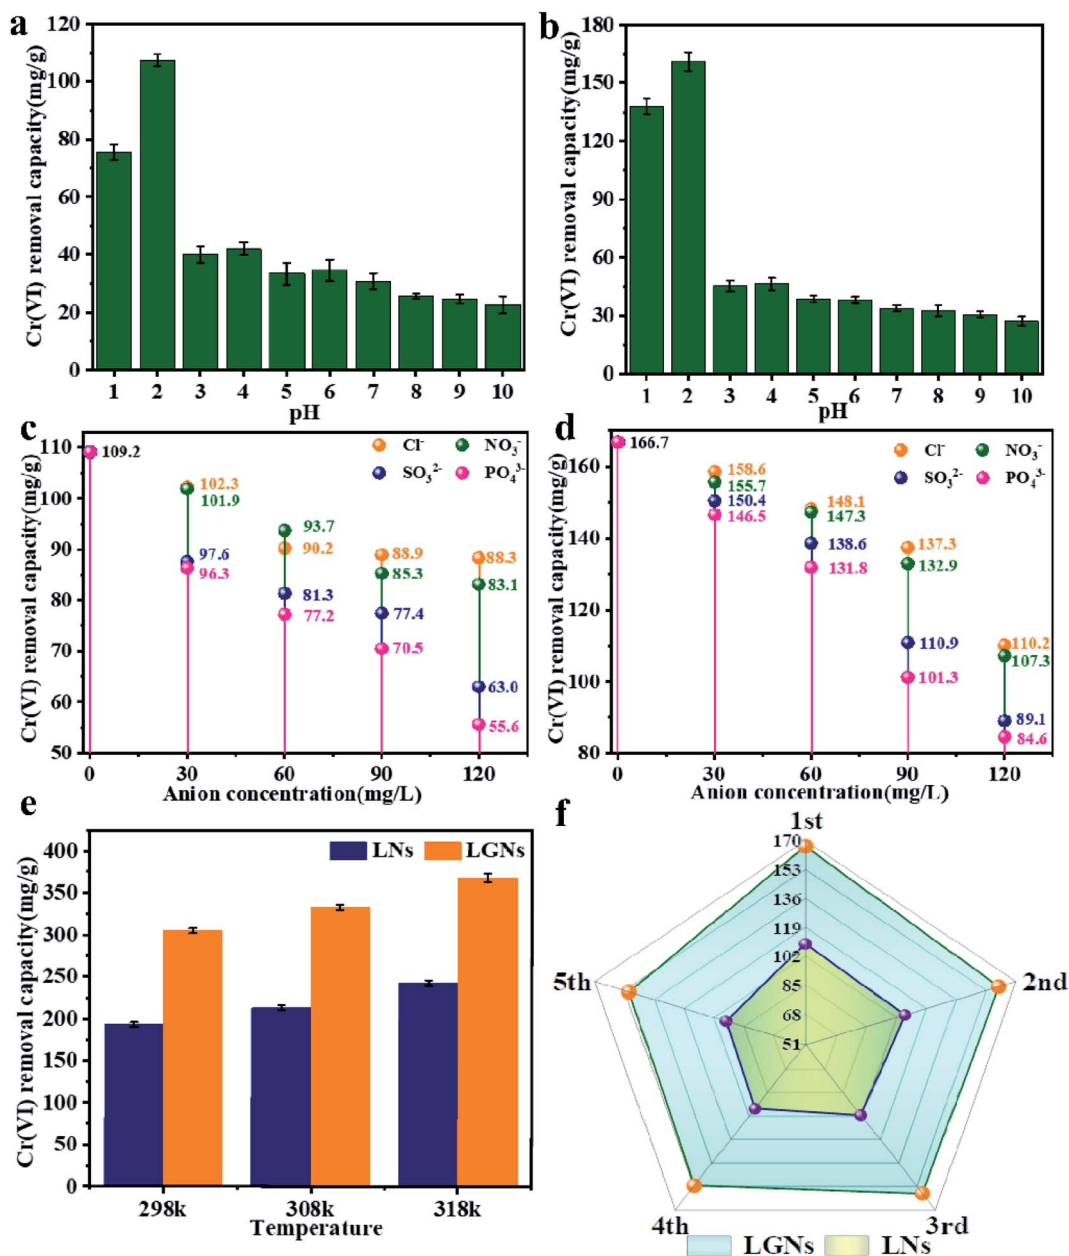 a
Cr(VI) removal capacity(mg/g)
120
100
80
60
40
20
0
1 2 3 4 5 6 7 8 9 10
pH
b
Cr(VI) removal capacity(mg/g)
180
150
120
90
60
30
0
1 2 3 4 5 6 7 8 9 10
pH
c
Cr(VI) removal capacity(mg/g)
110
100
90
80
70
60
50
Cl⁻ NO₃⁻
SO₃²⁻ PO₄³⁻
109.2
102.3
101.9
97.6
96.3
93.7
90.2
81.3
77.2
88.9
85.3
77.4
70.5
88.3
83.1
63.0
55.6
0 30 60 90 120
Anion concentration(mg/L)
d
Cr(VI) removal capacity(mg/g)
160
140
120
100
80
Cl⁻ NO₃⁻
SO₃²⁻ PO₄³⁻
166.7
158.6
155.7
150.4
146.5
148.1
147.3
138.6
131.8
137.3
132.9
110.9
101.3
110.2
107.3
89.1
84.6
0 30 60 90 120
Anion concentration(mg/L)
e
Cr(VI) removal capacity(mg/g)
400
350
300
250
200
150
100
50
0
LNs LGNs
298k 308k 318k
Temperature
f
1st
170
153
136
119
102
85
68
51
5th 2nd
4th 3rd
LGNs LNs